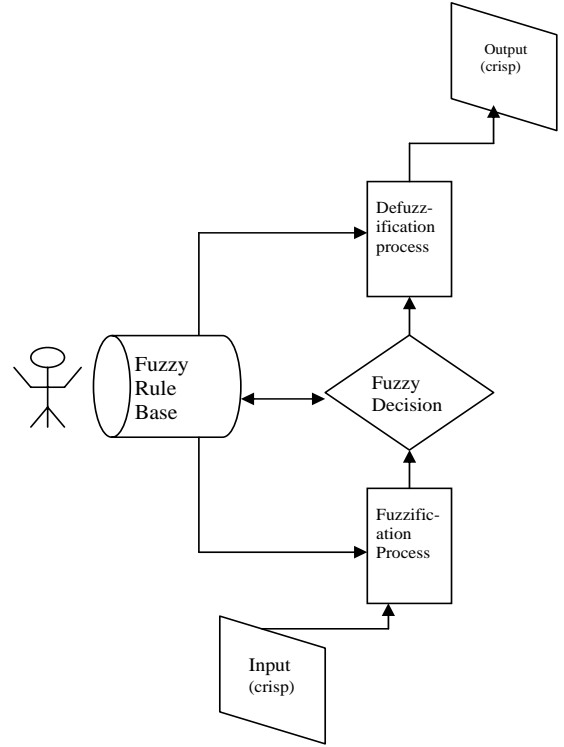 Output
(crisp)
Defuzz-
ification
process
Fuzzy
Rule
Base
Fuzzy
Decision
Fuzzific-
ation
Process
Input
(crisp)